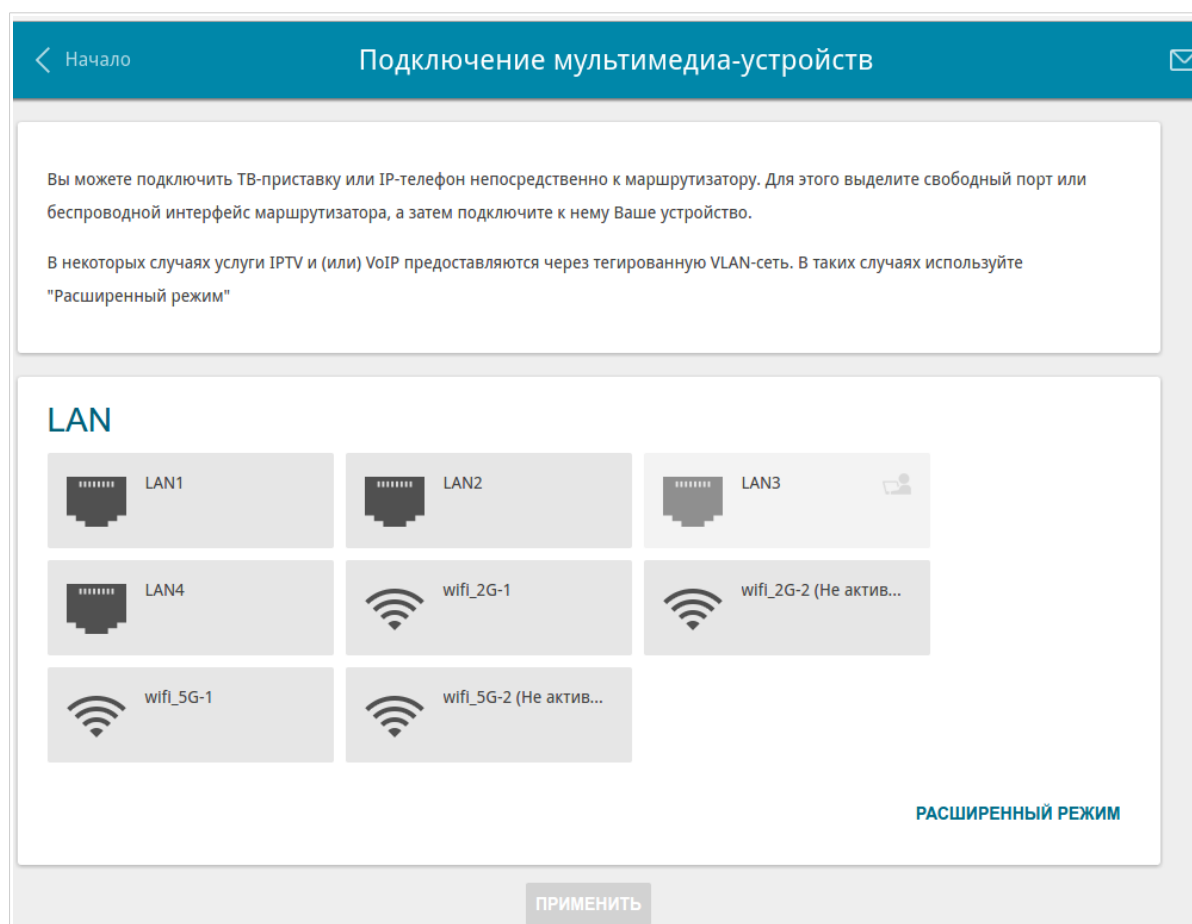 Начало
Подключение мультимедиа-устройств
Вы можете подключить ТВ-приставку или IP-телефон непосредственно к маршрутизатору. Для этого выделите свободный порт или
беспроводной интерфейс маршрутизатора, а затем подключите к нему Ваше устройство.
В некоторых случаях услуги IPTV и (или) VoIP предоставляются через тегированную VLAN-сеть. В таких случаях используйте
"Расширенный режим"
LAN
LAN1
LAN2
LAN3
LAN4
wifi_2G-1
wifi_2G-2 (Не актив...
wifi_5G-1
wifi_5G-2 (Не актив...
РАСШИРЕННЫЙ РЕЖИМ
ПРИМЕНИТЬ